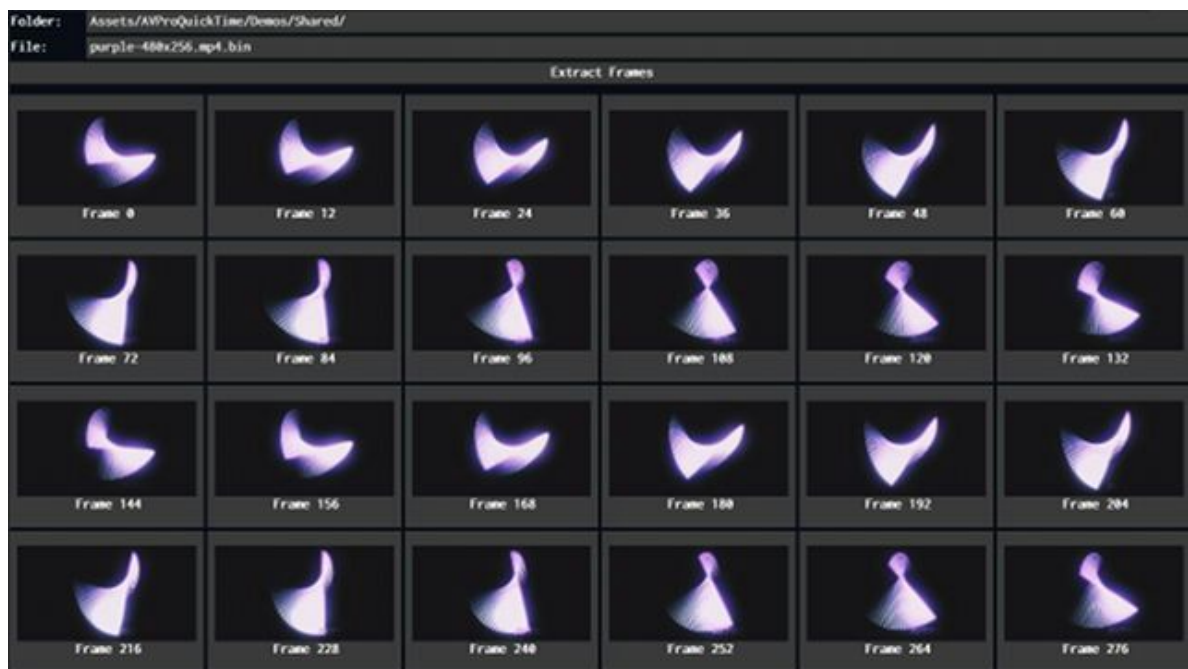 Folder: Assets/AVProQuickTime/Demos/Shared/
File: purple-480x256.mp4.bin
Extract Frames
Frame 0 Frame 12 Frame 24 Frame 36 Frame 48 Frame 60
Frame 72 Frame 84 Frame 96 Frame 108 Frame 120 Frame 132
Frame 144 Frame 156 Frame 168 Frame 180 Frame 192 Frame 204
Frame 216 Frame 228 Frame 240 Frame 252 Frame 264 Frame 276